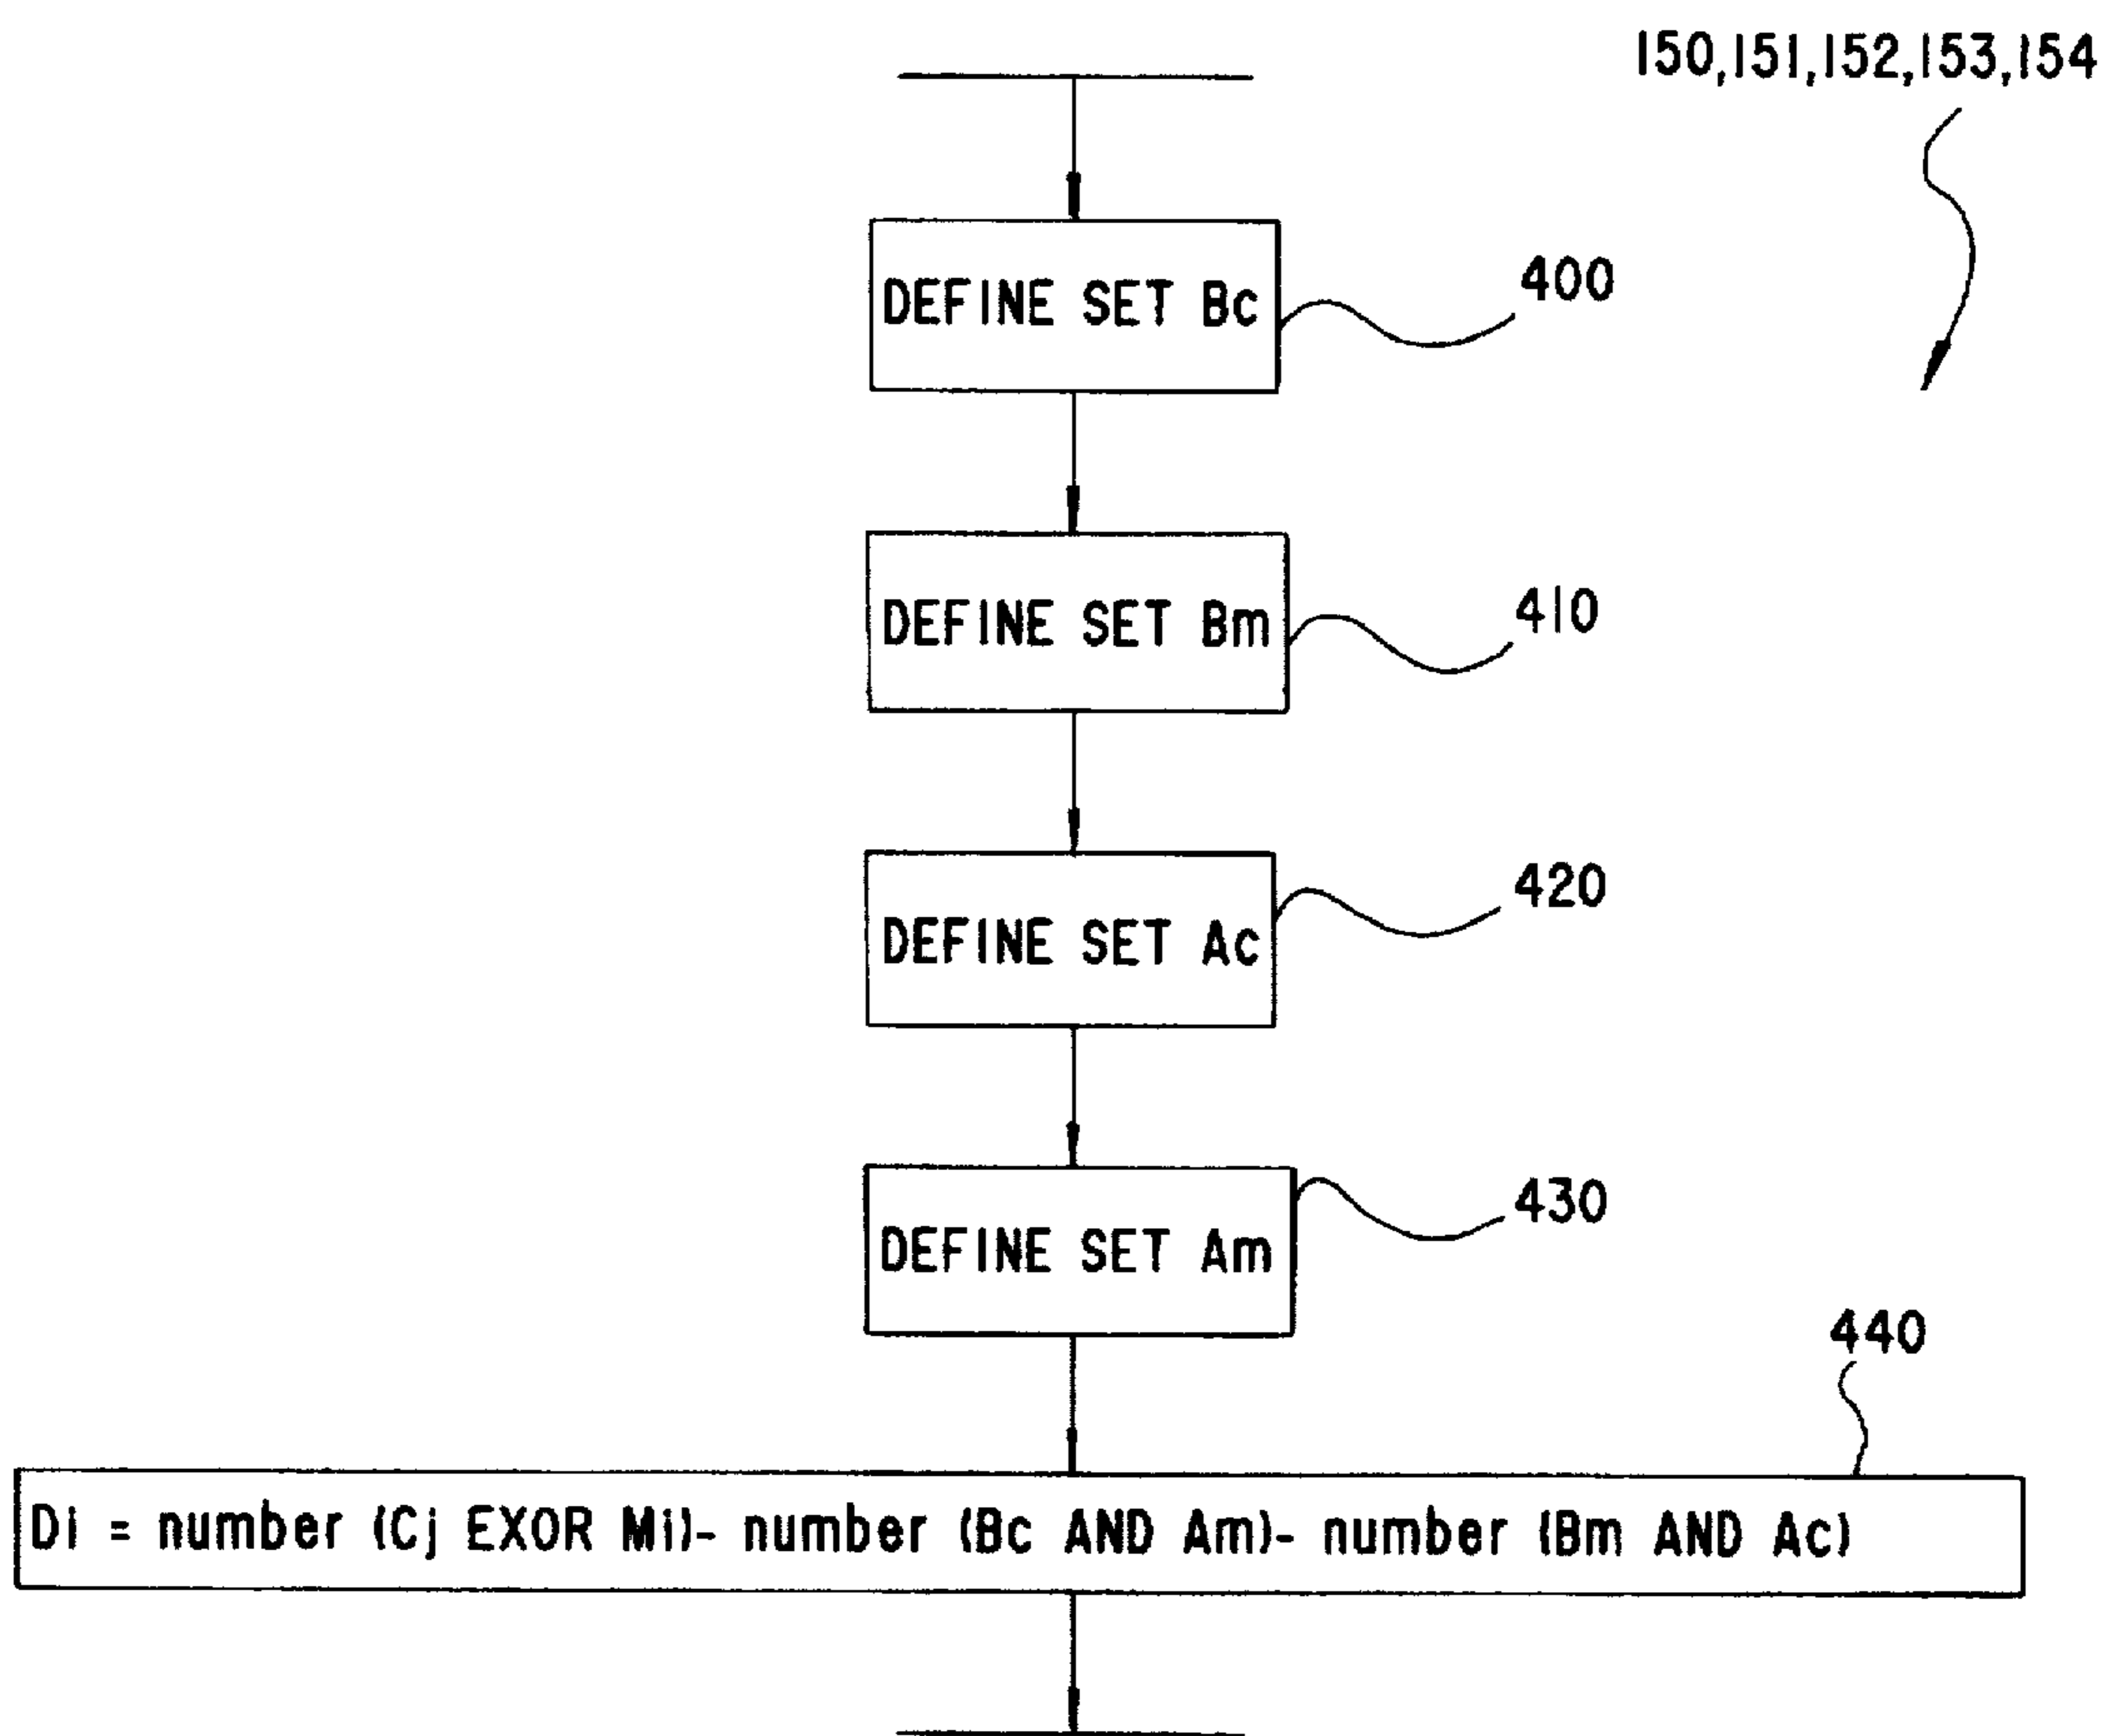 150,151,152,153,154
DEFINE SET Bc
400
DEFINE SET Bm
410
DEFINE SET Ac
420
DEFINE SET Am
430
440
Di = number (Cj EXOR Mi)- number (Bc AND Am)- number (Bm AND Ac)